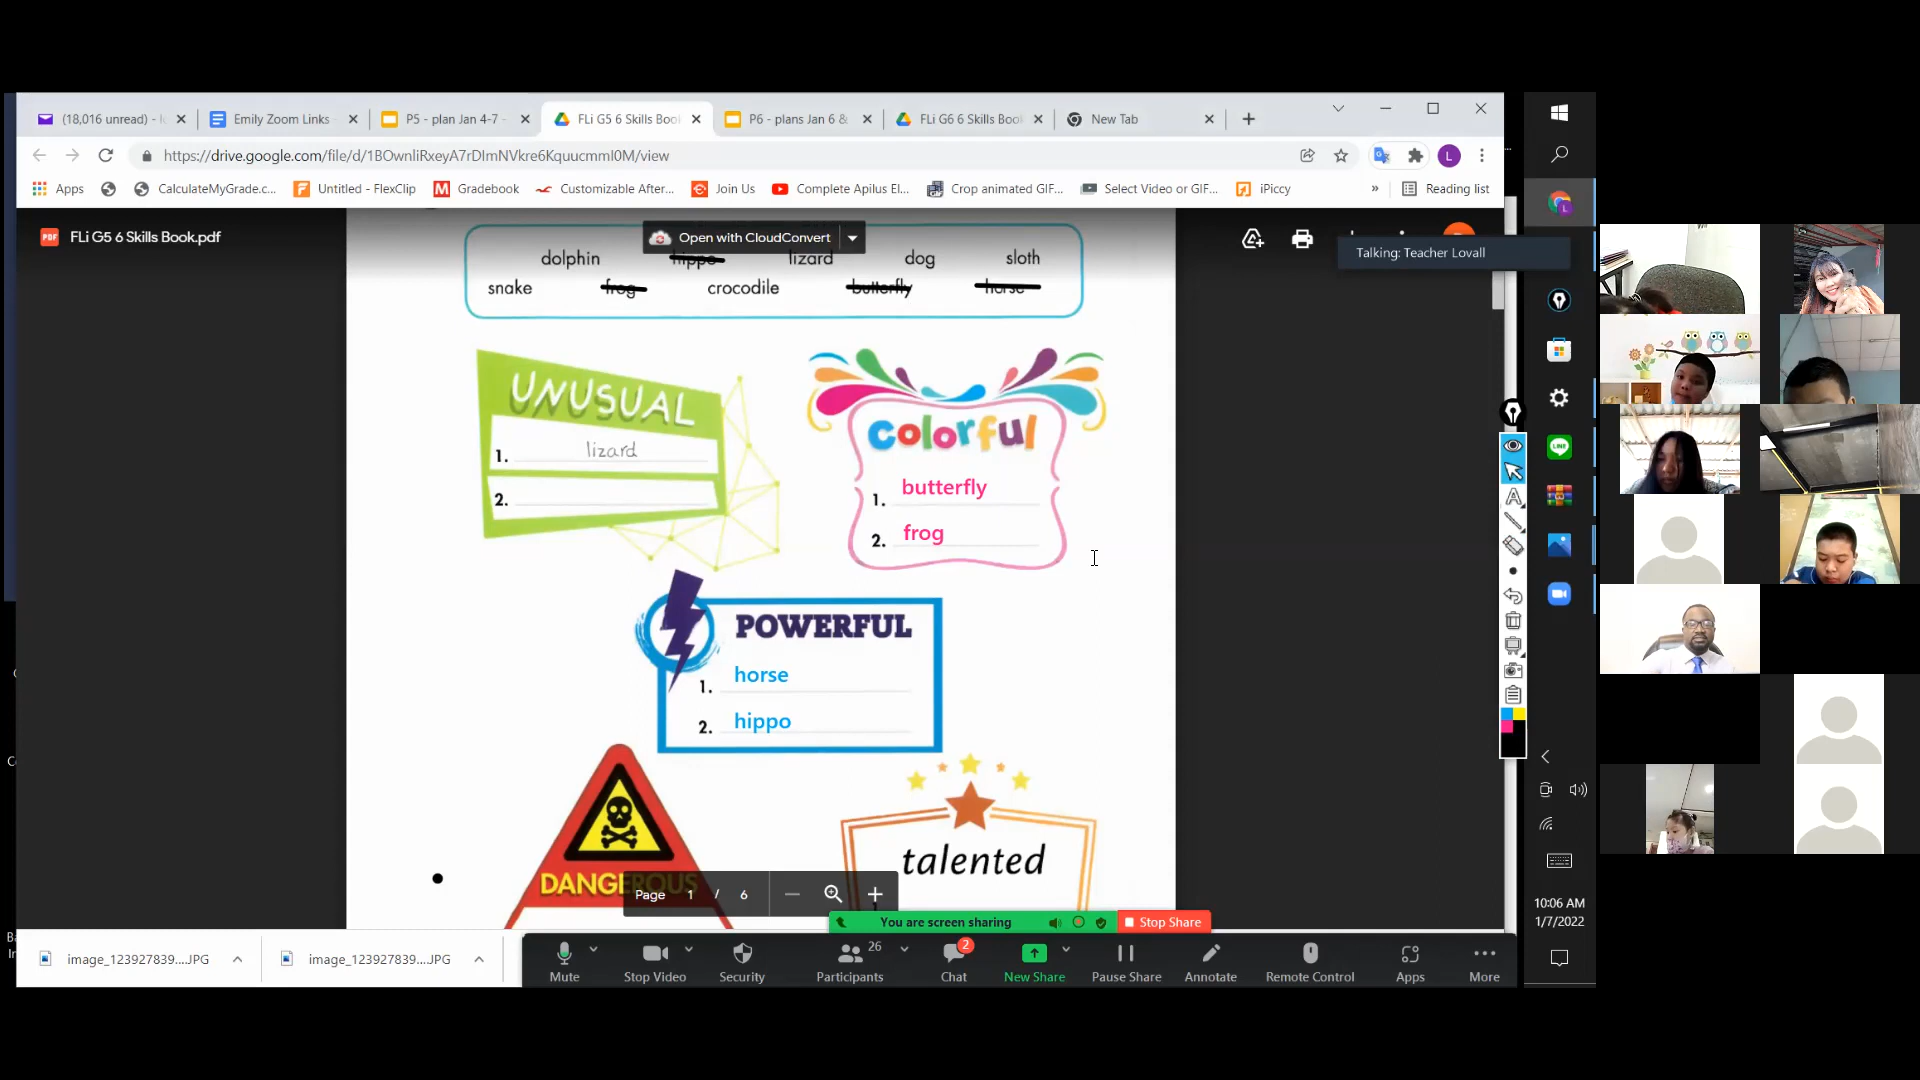 (18,016 unread) -
Emily Zoom Links
P5 - plan Jan 4-7 -
FLi G5 6 Skills Boo
P6 - plans Jan 6 &
FLi G6 6 Skills Boo
New Tab
https://drive.google.com/file/d/1BOwnliRxeyA7rDImNVkre6KquucmmI0M/view
L
Apps
CalculateMyGrade.c...
Untitled - FlexClip
Gradebook
Customizable After...
Join Us
Complete Apilus El...
Crop animated GIF...
Select Video or GIF...
iPiccy
»
Reading list
PDF
FLi G5 6 Skills Book.pdf
Open with CloudConvert
Talking: Teacher Lovall
dolphin hippo lizard dog sloth
snake frog crocodile butterfly horse
UNUSUAL
1. lizard
2.
colorful
1. butterfly
2. frog
POWERFUL
1. horse
2. hippo
DANGEROUS
talented
1.
Page 1 / 6
You are screen sharing
Stop Share
image_123927839....JPG
image_123927839....JPG
Mute
Stop Video
Security
Participants
26
Chat
2
New Share
Pause Share
Annotate
Remote Control
Apps
More
LINE
10:06 AM
1/7/2022